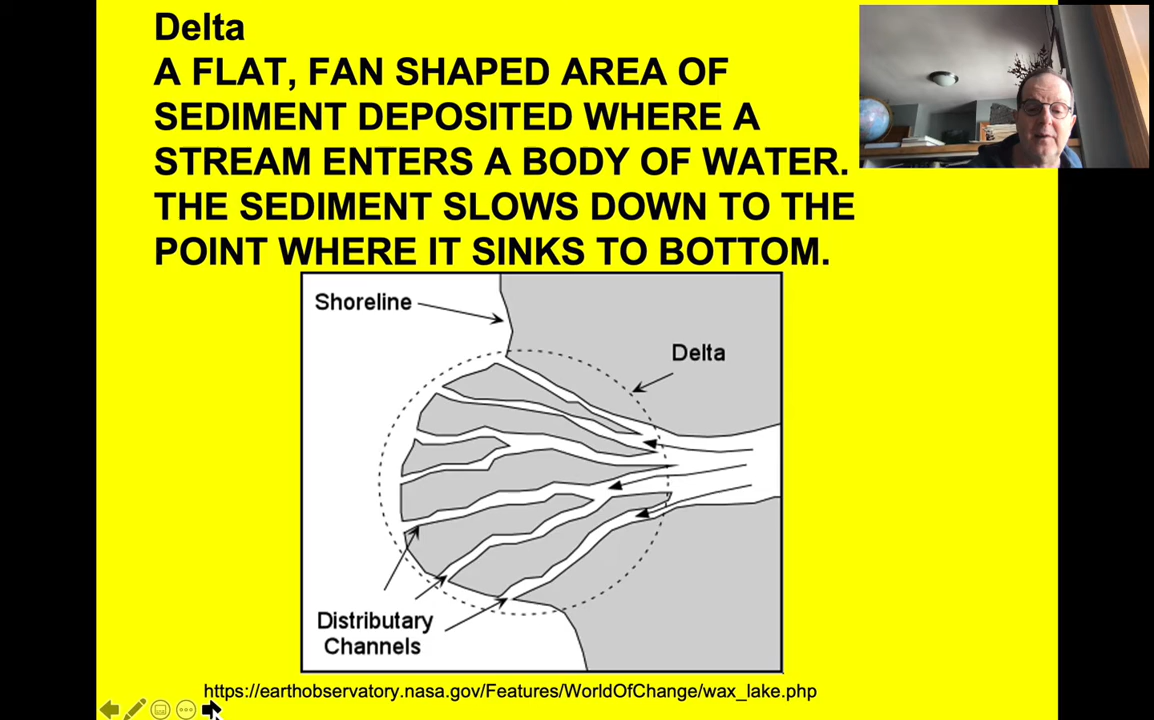 Delta
A FLAT, FAN SHAPED AREA OF
SEDIMENT DEPOSITED WHERE A
STREAM ENTERS A BODY OF WATER.
THE SEDIMENT SLOWS DOWN TO THE
POINT WHERE IT SINKS TO BOTTOM.
Shoreline
Delta
Distributary
Channels
https://earthobservatory.nasa.gov/Features/WorldOfChange/wax_lake.php